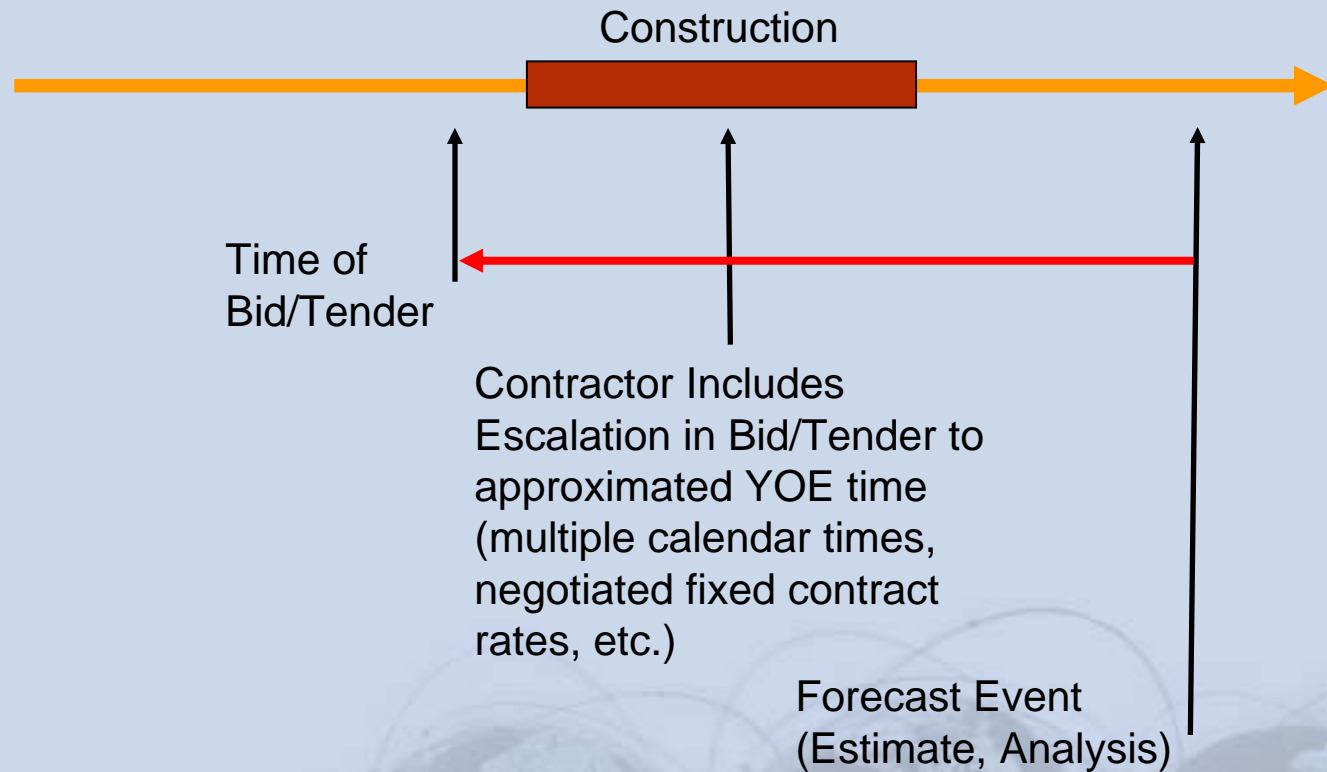 Construction
Time of
Bid/Tender
Contractor Includes
Escalation in Bid/Tender to
approximated YOE time
(multiple calendar times,
negotiated fixed contract
rates, etc.)
Forecast Event
(Estimate, Analysis)